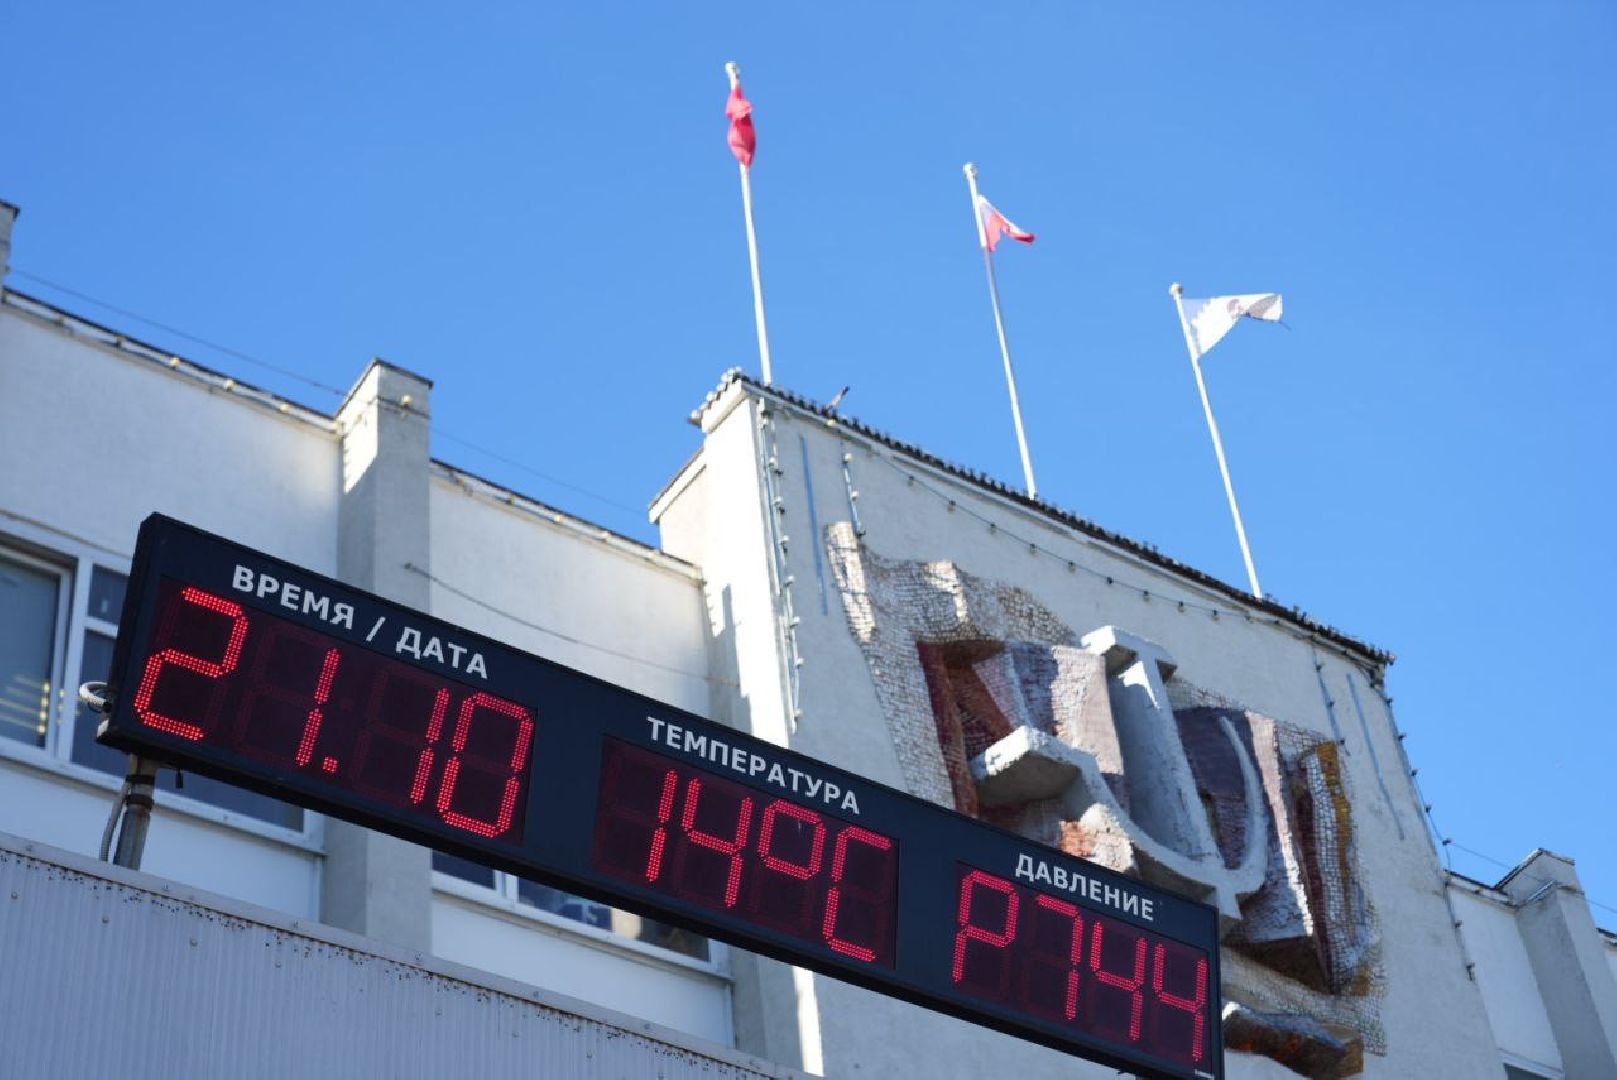 ВРЕМЯ / ДАТА
21.10
ТЕМПЕРАТУРА
14°C
ДАВЛЕНИЕ
P744